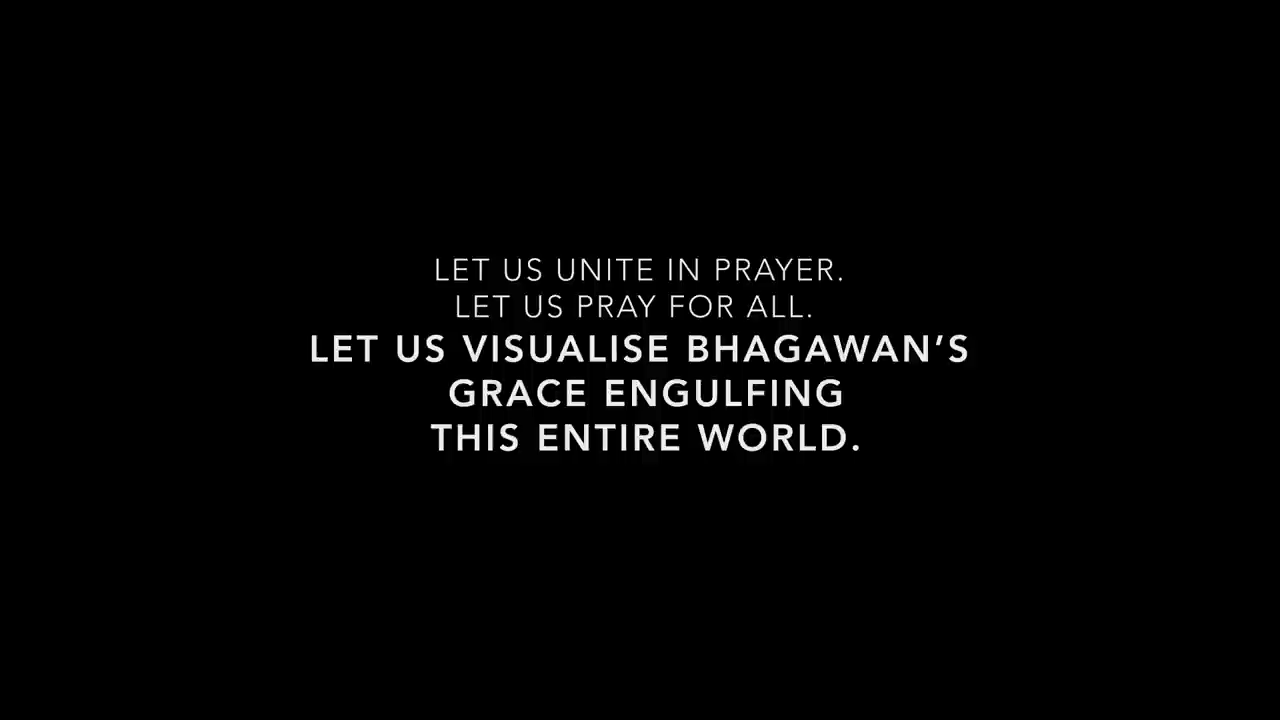 LET US UNITE IN PRAYER.
LET US PRAY FOR ALL.
LET US VISUALISE BHAGAWAN’S
GRACE ENGULFING
THIS ENTIRE WORLD.